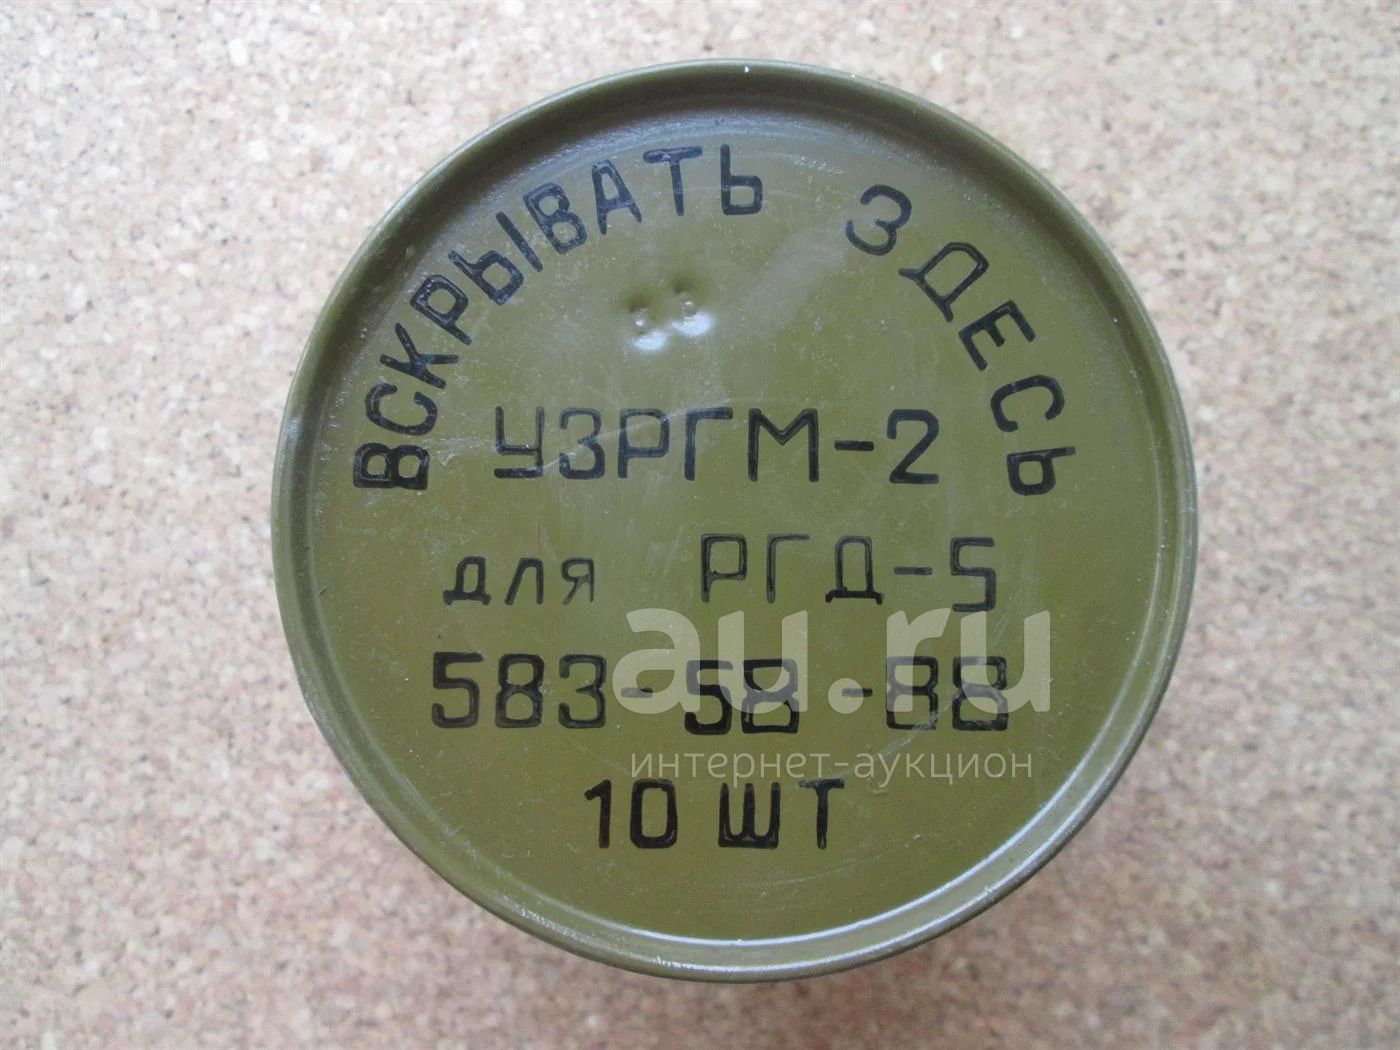 ВСКРЫВАТЬ ЗДЕСЬ
УЗРГМ-2
для РГД-5
583-58-88
10 ШТ
au.ru
интернет-аукцион